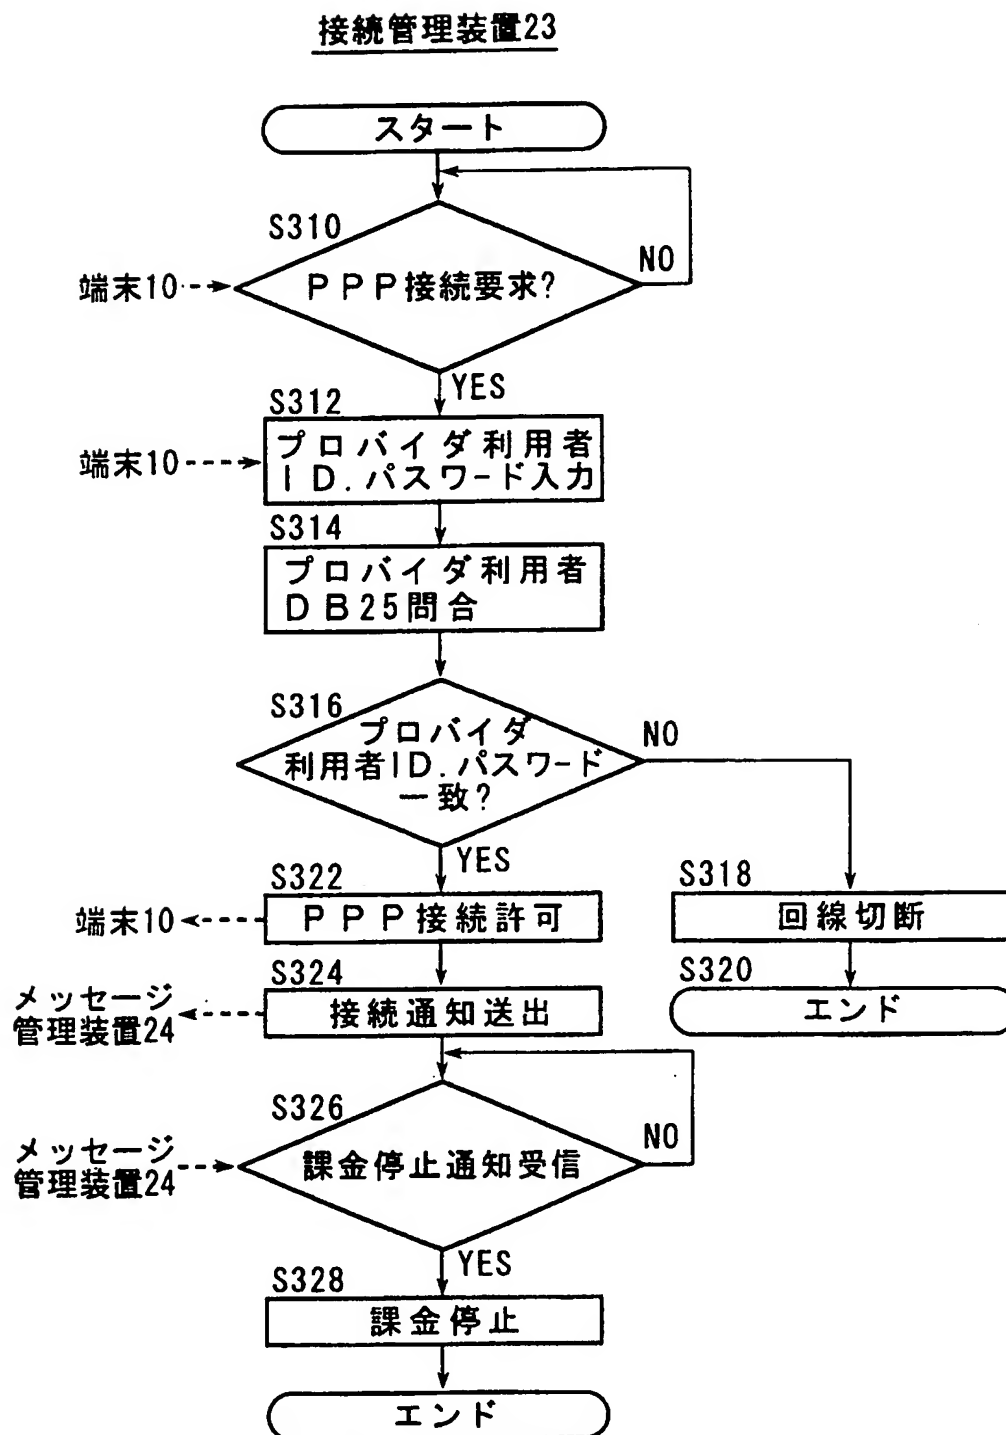 接続管理装置23
スタート
S310
端末10
PPP接続要求?
NO
YES
S312
端末10
プロバイダ利用者
ID.パスワード入力
S314
プロバイダ利用者
DB25問合
S316
プロバイダ
利用者ID.パスワード
一致?
NO
YES
S322
端末10
PPP接続許可
S318
回線切断
S324
メッセージ
管理装置24
接続通知送出
S320
エンド
S326
メッセージ
管理装置24
課金停止通知受信
NO
YES
S328
課金停止
エンド